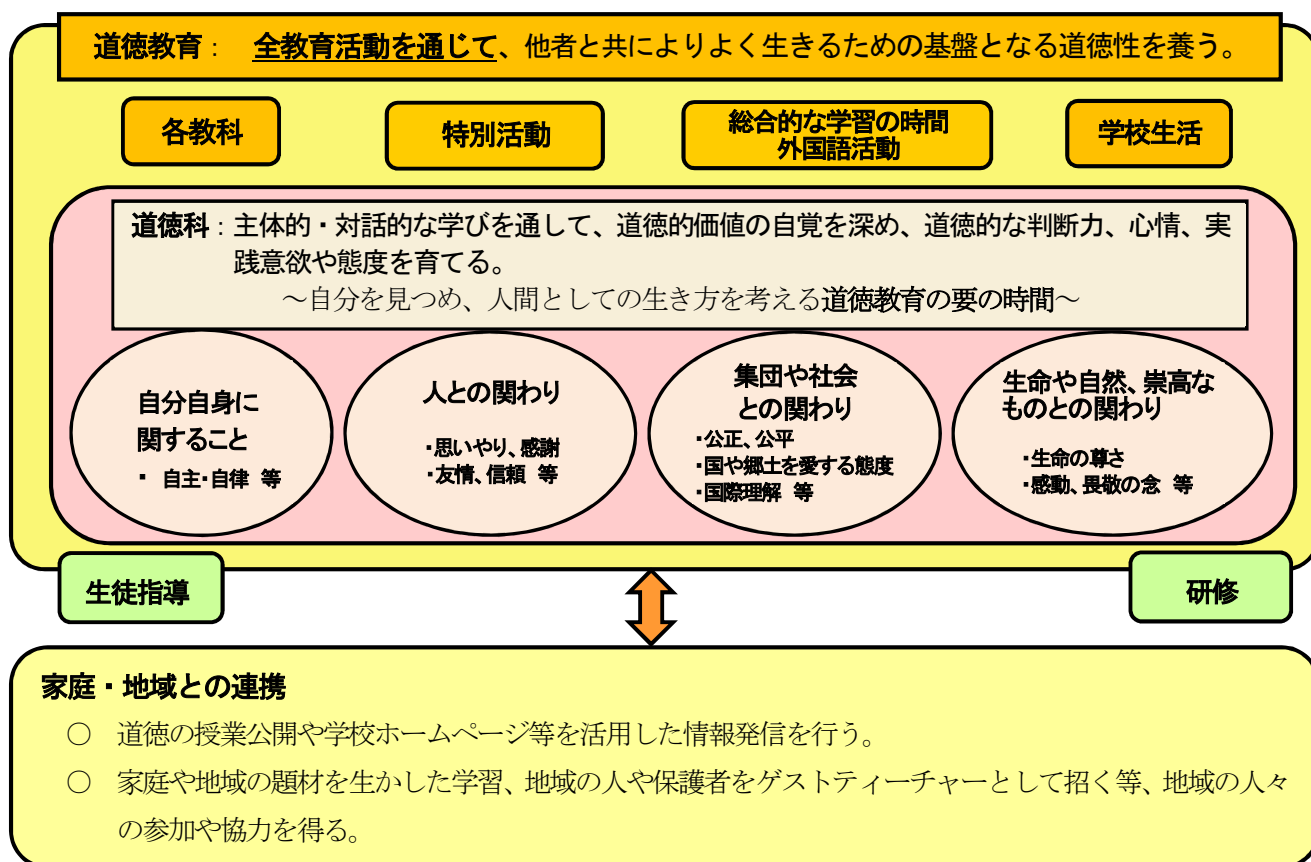 道徳教育： 全教育活動を通じて、他者と共によりよく生きるための基盤となる道徳性を養う。
各教科
特別活動
総合的な学習の時間
外国語活動
学校生活
道徳科：主体的・対話的な学びを通して、道徳的価値の自覚を深め、道徳的な判断力、心情、実
践意欲や態度を育てる。
～自分を見つめ、人間としての生き方を考える道徳教育の要の時間～
自分自身に
関すること
・ 自主・自律 等
人との関わり
・思いやり、感謝
・友情、信頼 等
集団や社会
との関わり
・公正、公平
・国や郷土を愛する態度
・国際理解 等
生命や自然、崇高な
ものとの関わり
・生命の尊さ
・感動、畏敬の念 等
生徒指導
研修
家庭・地域との連携
○ 道徳の授業公開や学校ホームページ等を活用した情報発信を行う。
○ 家庭や地域の題材を生かした学習、地域の人や保護者をゲストティーチャーとして招く等、地域の人々
の参加や協力を得る。